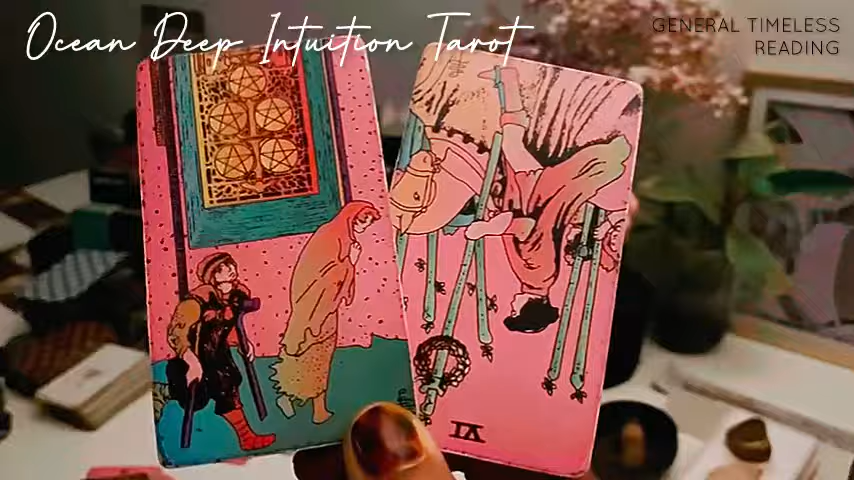 Ocean Deep Intuition Tarot
GENERAL TIMELESS
READING
VI